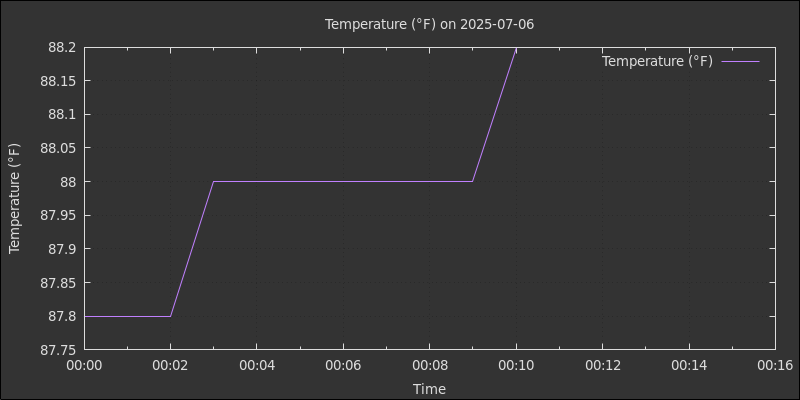 Temperature (°F) on 2025-07-06
Temperature (°F)
88.2
88.15
88.1
88.05
88
87.95
87.9
87.85
87.8
87.75
Temperature (°F)
00:00 00:02 00:04 00:06 00:08 00:10 00:12 00:14 00:16
Time